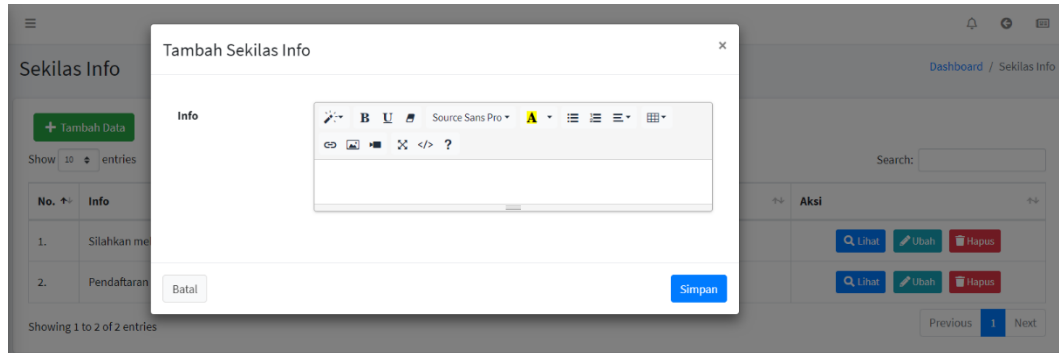 Tambah Sekilas Info ×
Sekilas Info
Dashboard / Sekilas Info
Info
B U Source Sans Pro A
</> ?
+ Tambah Data
Show 10 entries
Search:
No. Info Aksi
1. Silahkan Lihat Ubah Hapus
2. Pendaftaran Lihat Ubah Hapus
Batal Simpan
Showing 1 to 2 of 2 entries
Previous 1 Next